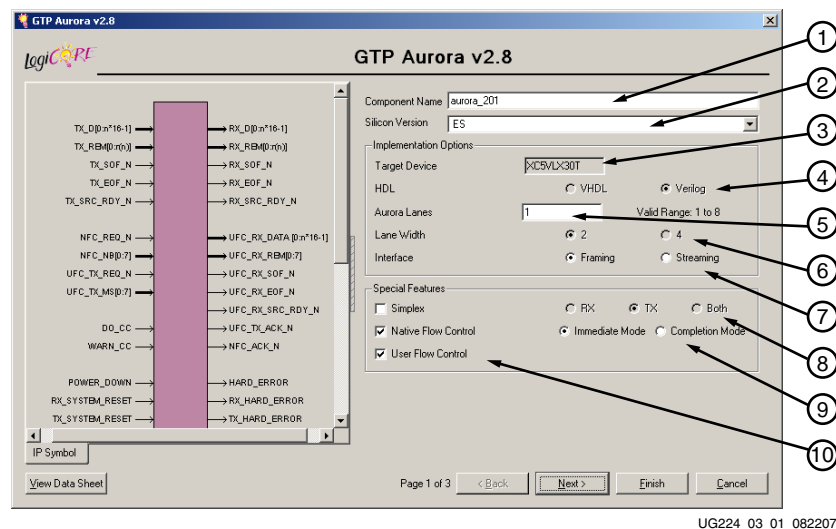 GTP Aurora v2.8
LogiCORE
GTP Aurora v2.8
TX_D[0:n*16-1]
TX_REM[0:r(n)]
TX_SOF_N
TX_EOF_N
TX_SRC_RDY_N
NFC_REQ_N
NFC_NB[0:7]
UFC_TX_REQ_N
UFC_TX_MS[0:7]
DO_CC
WARN_CC
POWER_DOWN
RX_SYSTEM_RESET
TX_SYSTEM_RESET
RX_D[0:n*16-1]
RX_REM[0:r(n)]
RX_SOF_N
RX_EOF_N
RX_SRC_RDY_N
UFC_RX_DATA [0:n*16-1]
UFC_RX_REM[0:7]
UFC_RX_SOF_N
UFC_RX_EOF_N
UFC_RX_SRC_RDY_N
UFC_TX_ACK_N
NFC_ACK_N
HARD_ERROR
RX_HARD_ERROR
TX_HARD_ERROR
IP Symbol
Component Name aurora_201
Silicon Version ES
Implementation Options
Target Device XC5VLX30T
HDL VHDL Verilog
Aurora Lanes 1 Valid Range: 1 to 8
Lane Width 2 4
Interface Framing Streaming
Special Features
Simplex RX TX Both
Native Flow Control Immediate Mode Completion Mode
User Flow Control
View Data Sheet Page 1 of 3 < Back Next > Finish Cancel
1
2
3
4
5
6
7
8
9
10
UG224_03_01_082207